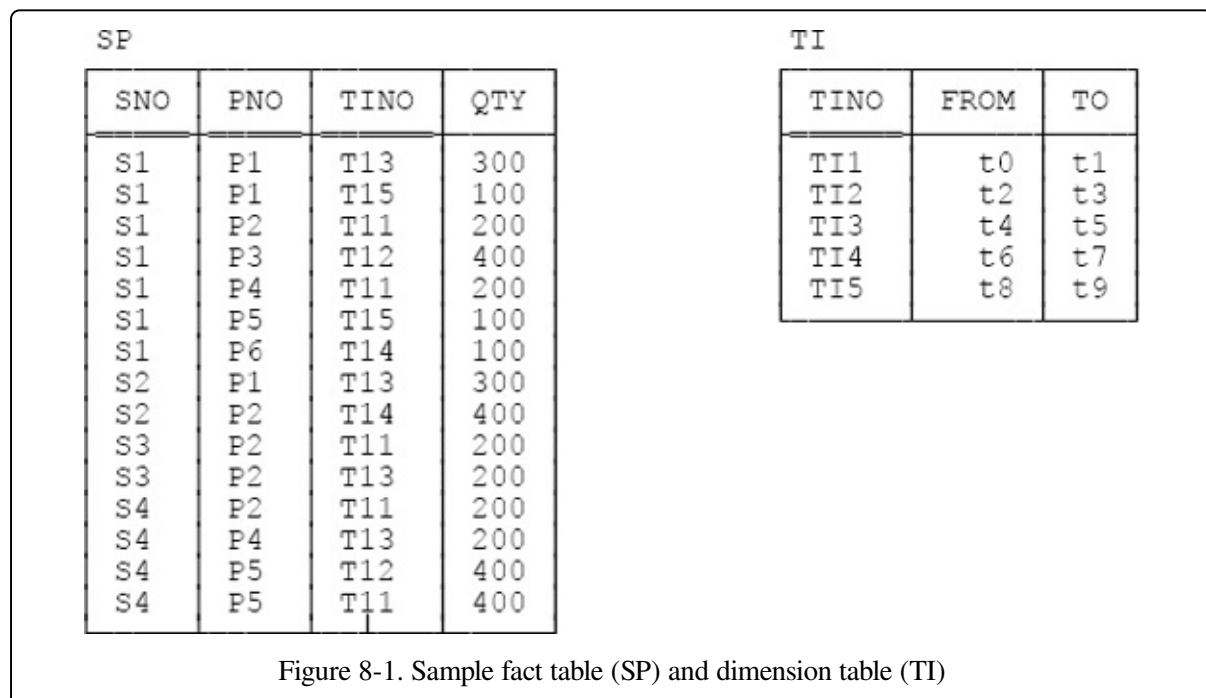 SP
SNO PNO TINO QTY
S1 P1 T13 300
S1 P1 T15 100
S1 P2 T11 200
S1 P3 T12 400
S1 P4 T11 200
S1 P5 T15 100
S1 P6 T14 100
S2 P1 T13 300
S2 P2 T14 400
S3 P2 T11 200
S3 P2 T13 200
S4 P2 T11 200
S4 P4 T13 200
S4 P5 T12 400
S4 P5 T11 400
TI
TINO FROM TO
TI1 t0 t1
TI2 t2 t3
TI3 t4 t5
TI4 t6 t7
TI5 t8 t9
Figure 8-1. Sample fact table (SP) and dimension table (TI)